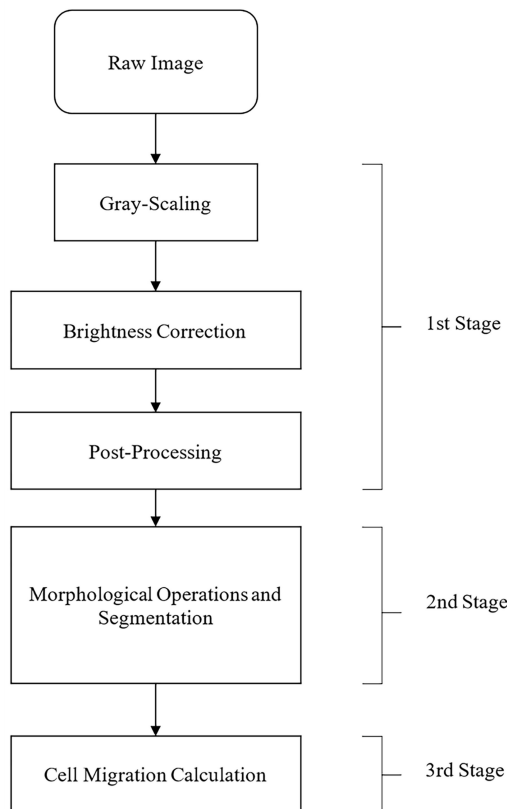 Raw Image
Gray-Scaling
Brightness Correction
1st Stage
Post-Processing
Morphological Operations and
Segmentation
2nd Stage
Cell Migration Calculation
3rd Stage